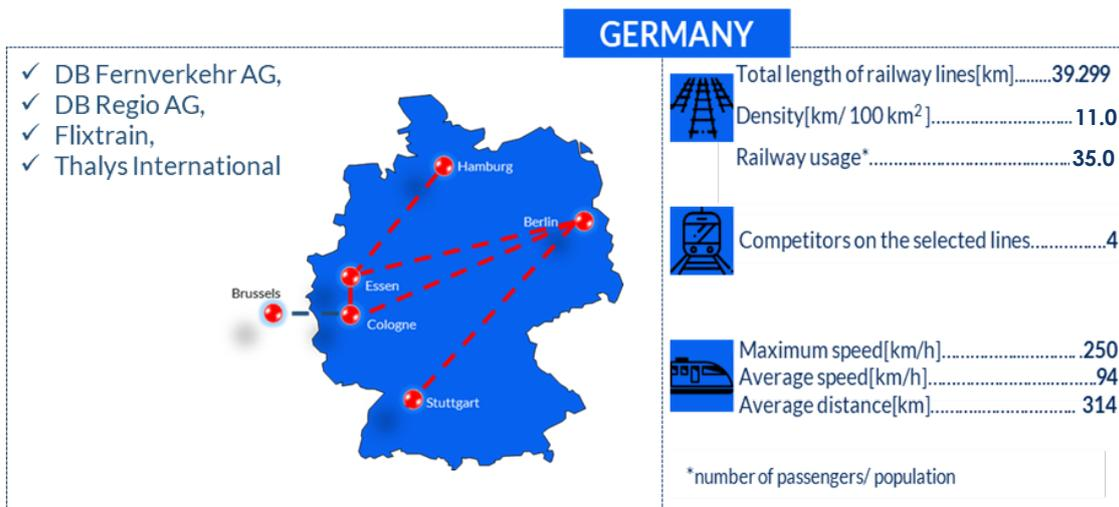 GERMANY
✓ DB Fernverkehr AG,
✓ DB Regio AG,
✓ Flixtrain,
✓ Thalys International
Hamburg
Berlin
Essen
Brussels
Cologne
Stuttgart
Total length of railway lines[km].........39.299
Density[km/ 100 km²]..............................11.0
Railway usage*..........................................35.0
Competitors on the selected lines...............4
Maximum speed[km/h]..............................250
Average speed[km/h]...................................94
Average distance[km]................................ 314
*number of passengers/ population